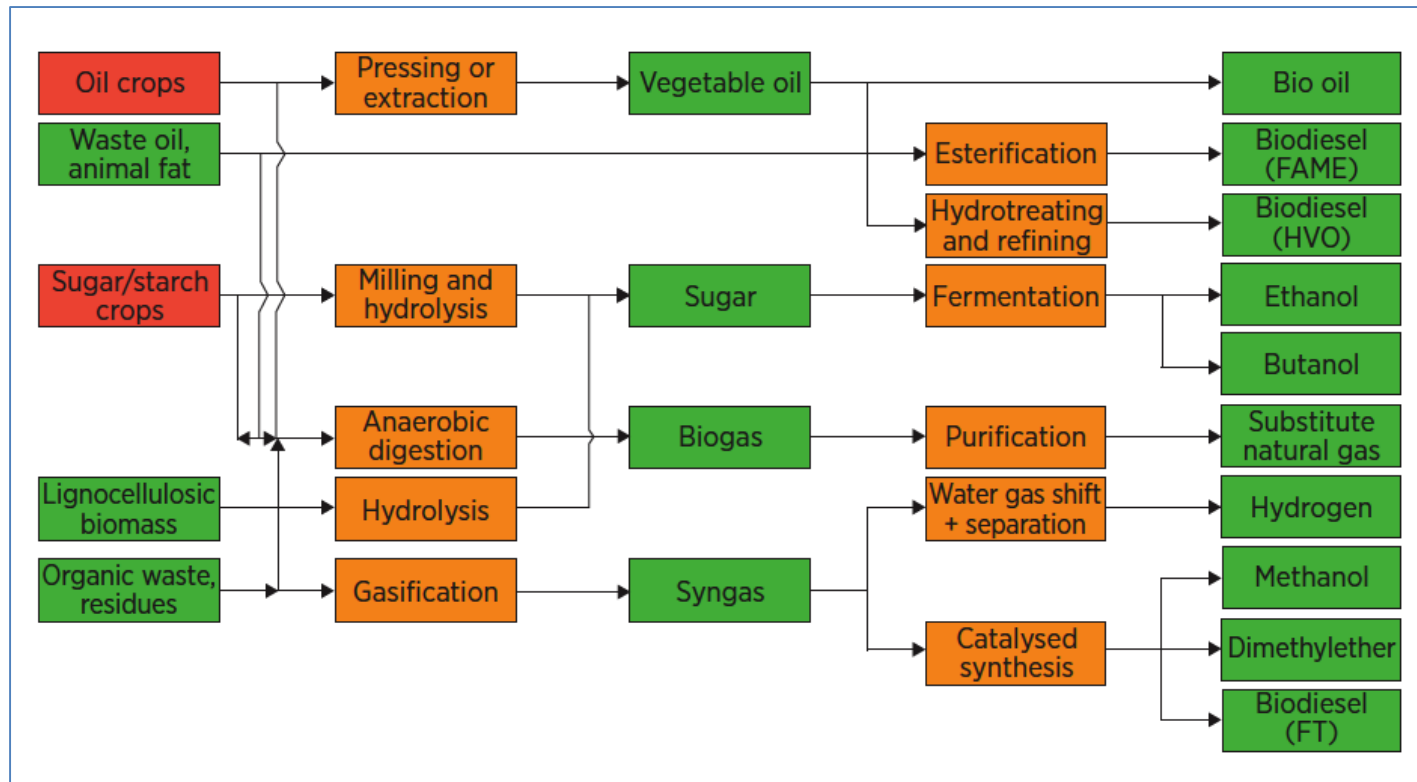 Oil crops
Pressing or
extraction
Vegetable oil
Bio oil
Waste oil,
animal fat
Esterification
Biodiesel
(FAME)
Hydrotreating
and refining
Biodiesel
(HVO)
Sugar/starch
crops
Milling and
hydrolysis
Sugar
Fermentation
Ethanol
Butanol
Anaerobic
digestion
Biogas
Purification
Substitute
natural gas
Lignocellulosic
biomass
Hydrolysis
Water gas shift
+ separation
Hydrogen
Organic waste,
residues
Gasification
Syngas
Methanol
Catalysed
synthesis
Dimethylether
Biodiesel
(FT)